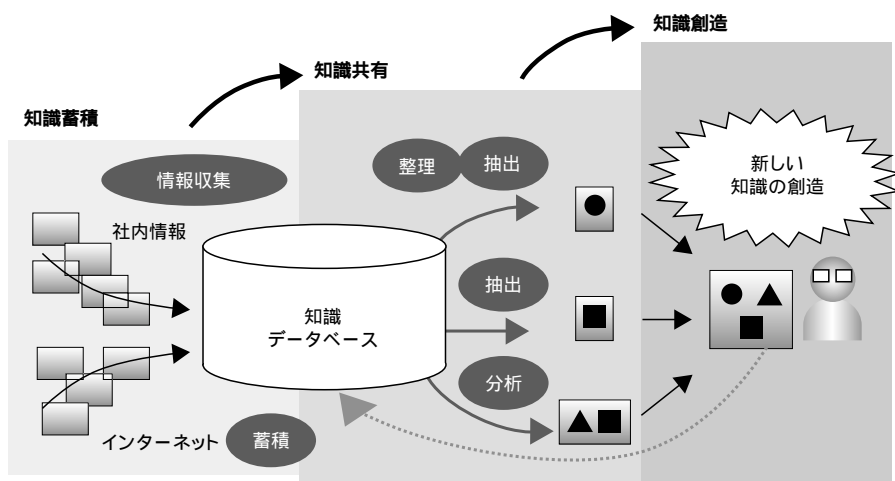 知識創造
知識共有
知識蓄積
情報収集
整理
抽出
新しい
知識の創造
社内情報
抽出
知識
データベース
分析
インターネット
蓄積